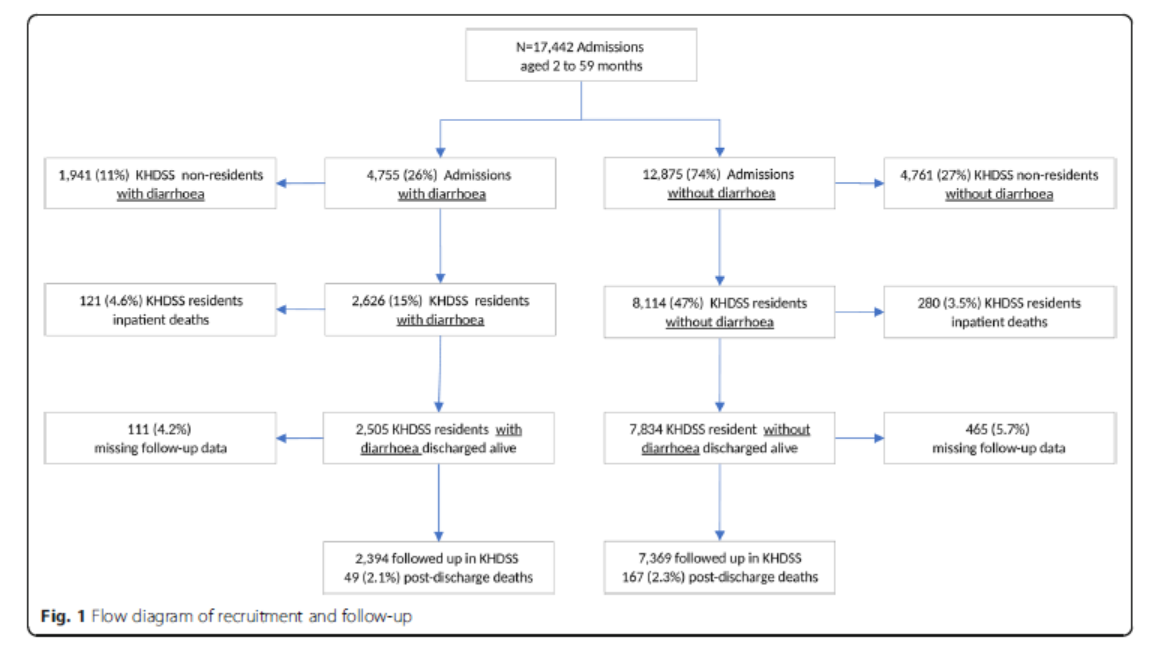 N=17,442 Admissions
aged 2 to 59 months
1,941 (11%) KHDSS non-residents
with diarrhoea
4,755 (26%) Admissions
with diarrhoea
12,875 (74%) Admissions
without diarrhoea
4,761 (27%) KHDSS non-residents
without diarrhoea
121 (4.6%) KHDSS residents
inpatient deaths
2,626 (15%) KHDSS residents
with diarrhoea
8,114 (47%) KHDSS residents
without diarrhoea
280 (3.5%) KHDSS residents
inpatient deaths
111 (4.2%)
missing follow-up data
2,505 KHDSS residents with
diarrhoea discharged alive
7,834 KHDSS resident without
diarrhoea discharged alive
465 (5.7%)
missing follow-up data
2,394 followed up in KHDSS
49 (2.1%) post-discharge deaths
7,369 followed up in KHDSS
167 (2.3%) post-discharge deaths
Fig. 1 Flow diagram of recruitment and follow-up